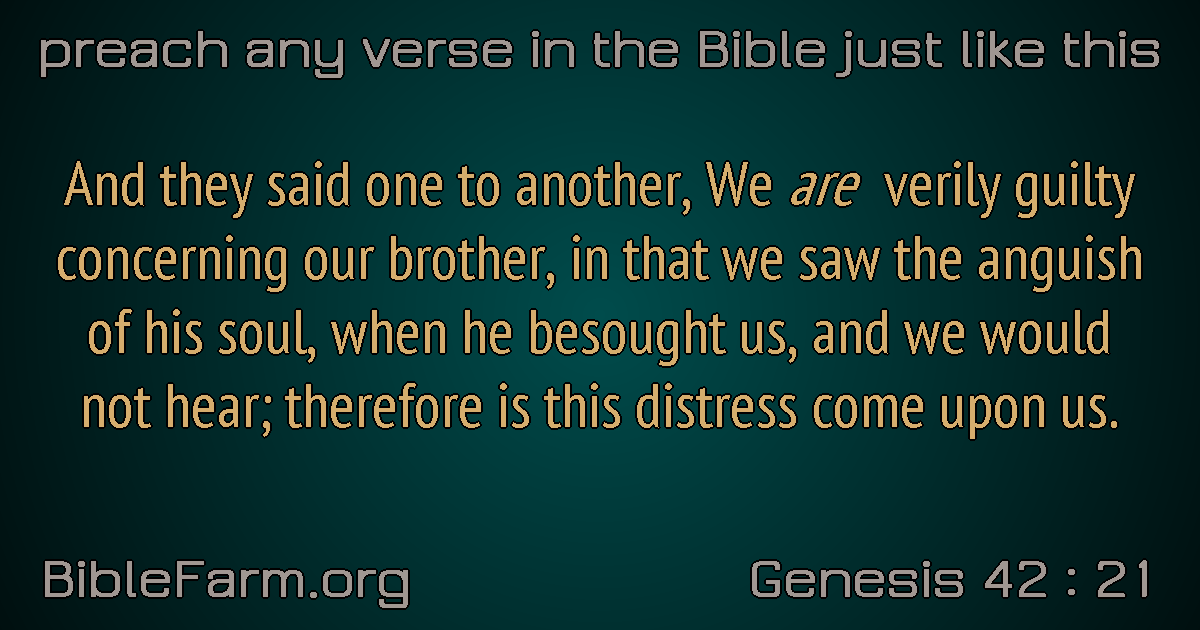 preach any verse in the Bible just like this
And they said one to another, We are verily guilty
concerning our brother, in that we saw the anguish
of his soul, when he besought us, and we would
not hear; therefore is this distress come upon us.
BibleFarm.org
Genesis 42 : 21